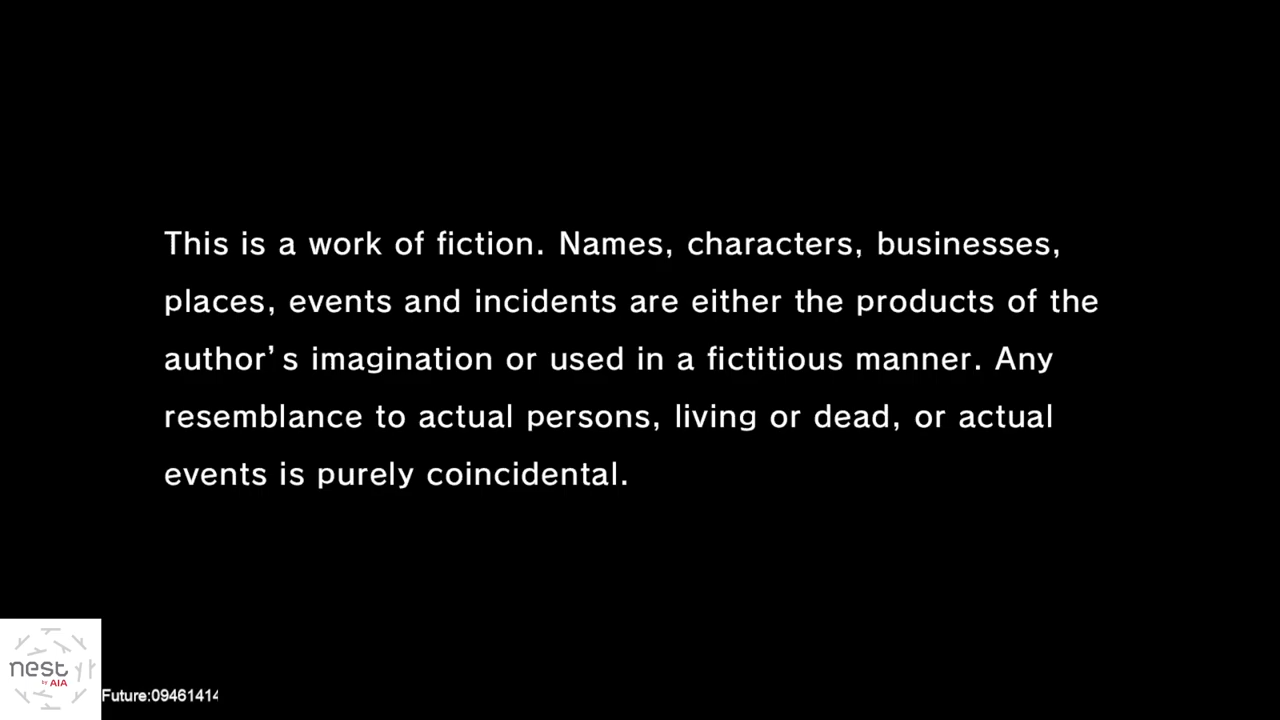 This is a work of fiction. Names, characters, businesses,
places, events and incidents are either the products of the
author's imagination or used in a fictitious manner. Any
resemblance to actual persons, living or dead, or actual
events is purely coincidental.
nest
by AIA
Future:09461414